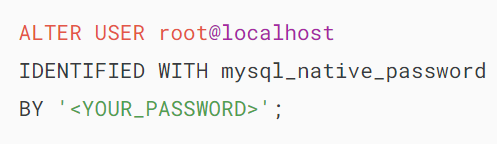 ALTER USER root@localhost
IDENTIFIED WITH mysql_native_password
BY '<YOUR_PASSWORD>';